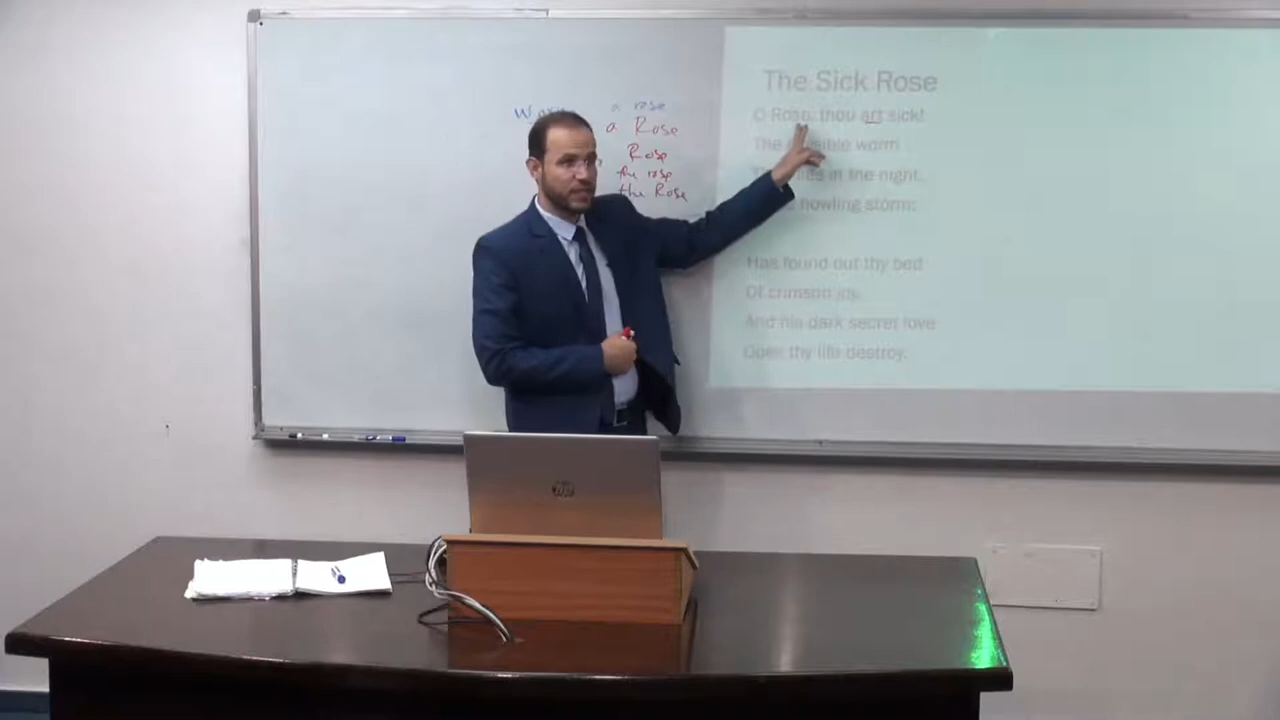 a rose
a Rose
Rose
the rose
the Rose
The Sick Rose
O Rose, thou art sick!
The worm
in the night,
howling storm:
Has found out thy bed
Of crimson joy,
And his dark secret love
Does thy life destroy.
hp